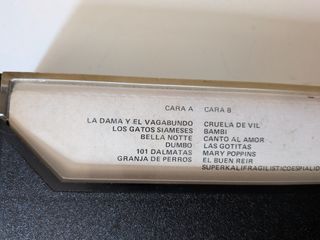 CARA A CARA B
LA DAMA Y EL VAGABUNDO CRUELA DE VIL
LOS GATOS SIAMESES BAMBI
BELLA NOTTE CANTO AL AMOR
DUMBO LAS GOTITAS
101 DALMATAS MARY POPPINS
GRANJA DE PERROS EL BUEN REIR
SUPERKALIFRAGILISTICOESPIALIDO